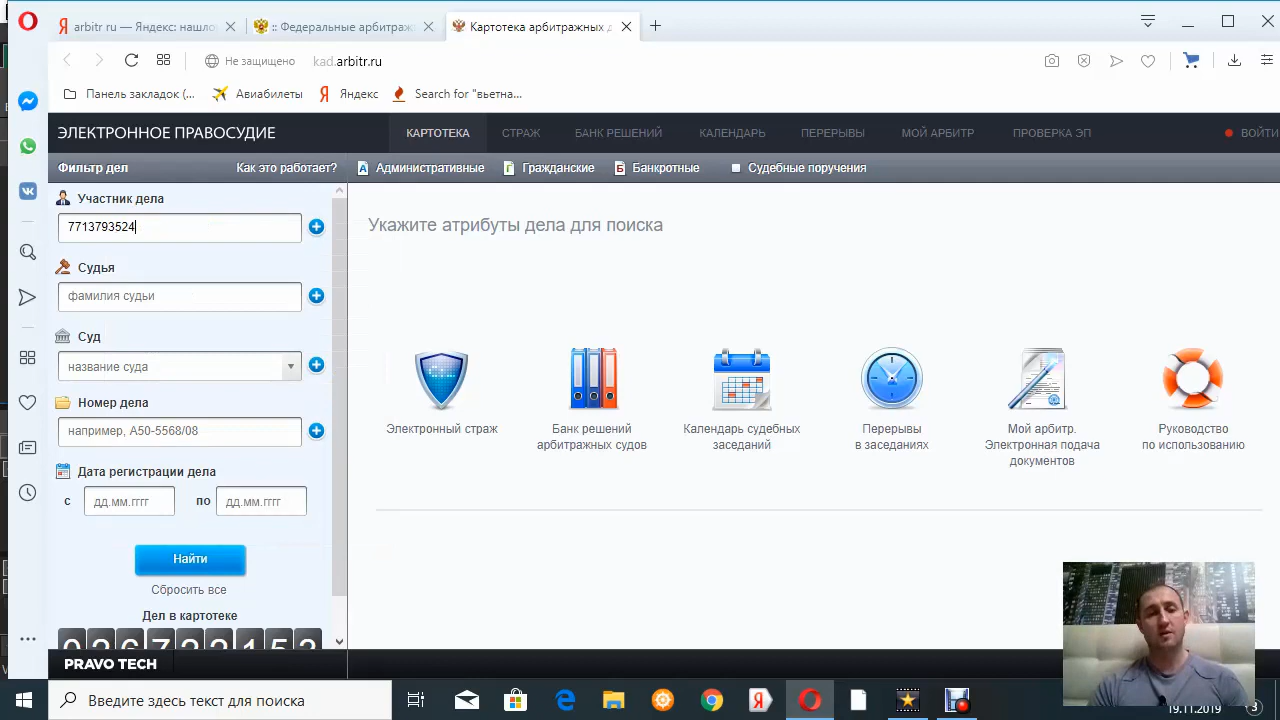 arbitr ru — Яндекс: нашло
:: Федеральные арбитраж
Картотека арбитражных д
Не защищено
kad.arbitr.ru
Панель закладок (...
Авиабилеты
Яндекс
Search for "вьетна...
ЭЛЕКТРОННОЕ ПРАВОСУДИЕ
КАРТОТЕКА
СТРАЖ
БАНК РЕШЕНИЙ
КАЛЕНДАРЬ
ПЕРЕРЫВЫ
МОЙ АРБИТР
ПРОВЕРКА ЭП
ВОЙТИ
Фильтр дел
Как это работает?
А Административные
Г Гражданские
Б Банкротные
Судебные поручения
Участник дела
7713793524
Судья
фамилия судьи
Суд
название суда
Номер дела
например, А50-5568/08
Дата регистрации дела
с дд.мм.гггг по дд.мм.гггг
Найти
Сбросить все
Дел в картотеке
026722152
PRAVO TECH
Укажите атрибуты дела для поиска
Электронный страж
Банк решений
арбитражных судов
Календарь судебных
заседаний
Перерывы
в заседаниях
Мой арбитр.
Электронная подача
документов
Руководство
по использованию
Введите здесь текст для поиска
19.11.2019
3